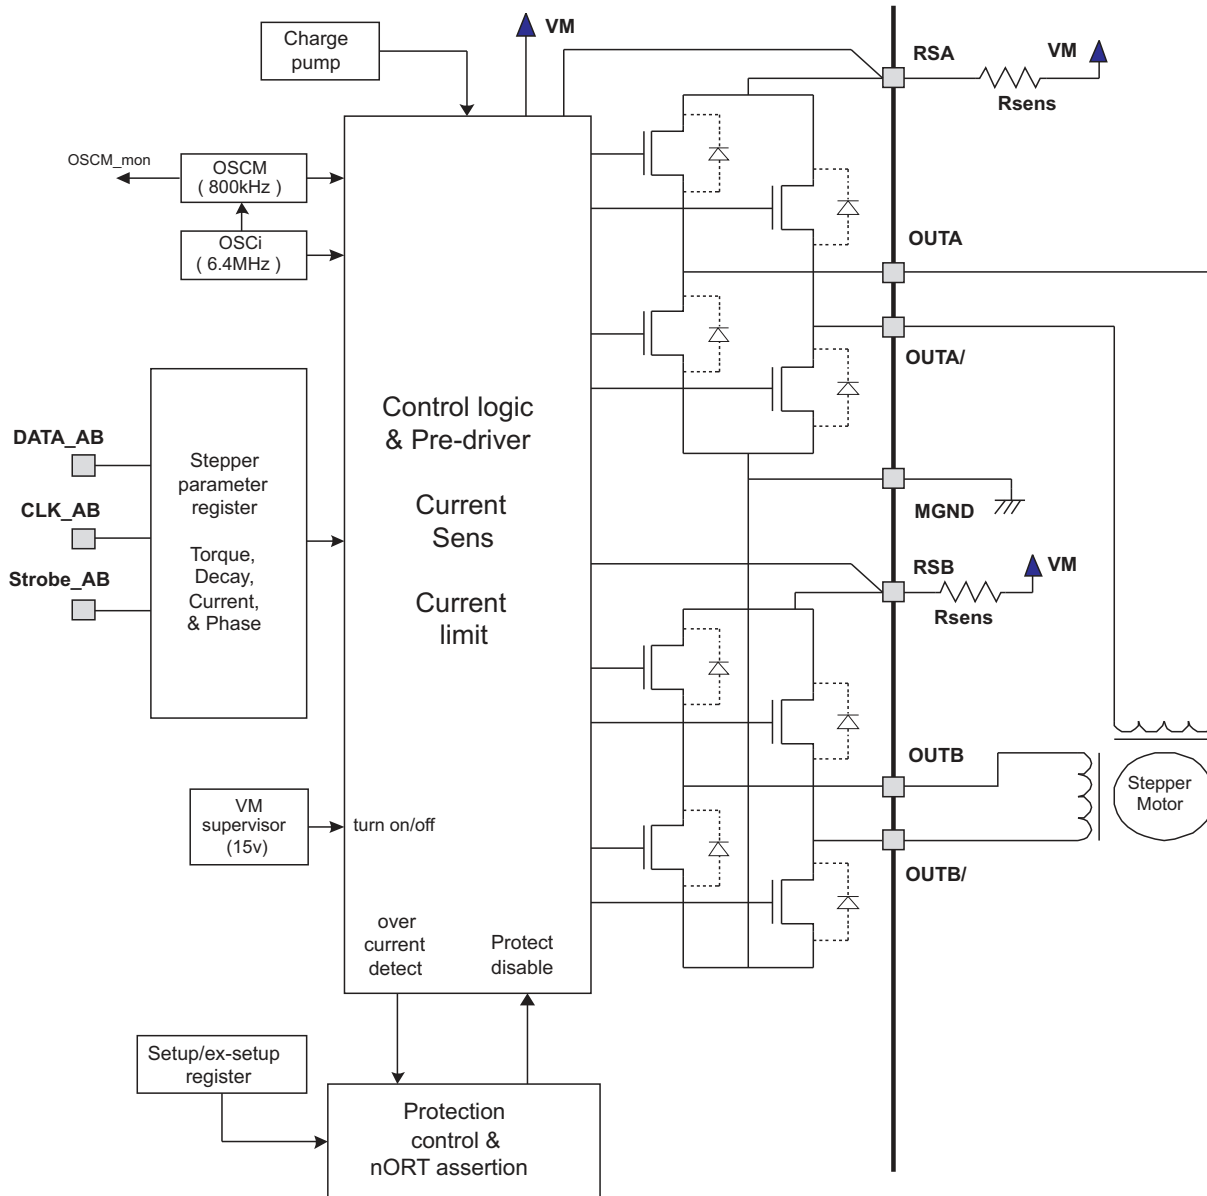 Charge
pump
VM
RSA
VM
Rsens
OSCM_mon
OSCM
( 800kHz )
OSCi
( 6.4MHz )
OUTA
OUTA/
Control logic
& Pre-driver
Current
Sens
Current
limit
DATA_AB
CLK_AB
Strobe_AB
Stepper
parameter
register
Torque,
Decay,
Current,
& Phase
MGND
RSB
VM
Rsens
OUTB
OUTB/
Stepper
Motor
VM
supervisor
(15v)
turn on/off
over
current
detect
Protect
disable
Setup/ex-setup
register
Protection
control &
nORT assertion